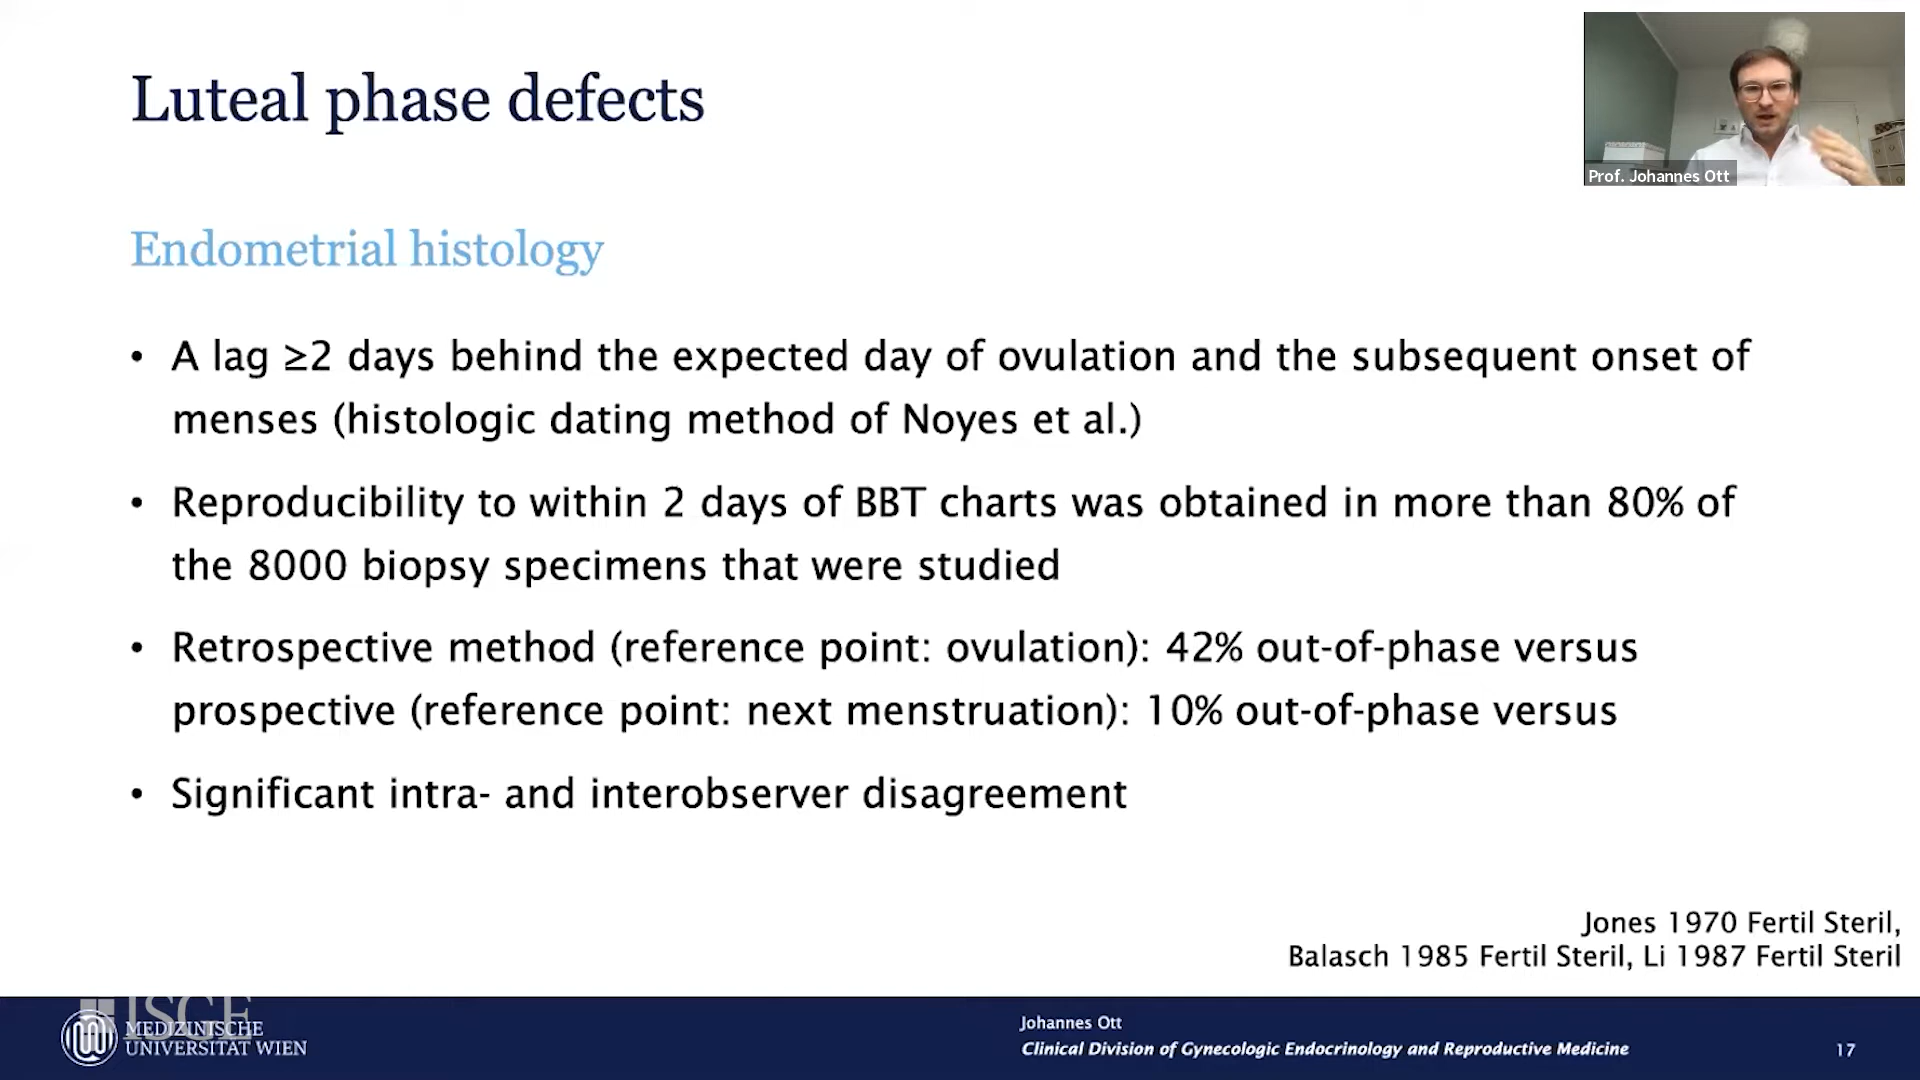 Luteal phase defects
Prof. Johannes Ott
Endometrial histology
• A lag ≥2 days behind the expected day of ovulation and the subsequent onset of
menses (histologic dating method of Noyes et al.)
• Reproducibility to within 2 days of BBT charts was obtained in more than 80% of
the 8000 biopsy specimens that were studied
• Retrospective method (reference point: ovulation): 42% out-of-phase versus
prospective (reference point: next menstruation): 10% out-of-phase versus
• Significant intra- and interobserver disagreement
Jones 1970 Fertil Steril,
Balasch 1985 Fertil Steril, Li 1987 Fertil Steril
ISGE
MEDIZINISCHE
UNIVERSITÄT WIEN
Johannes Ott
Clinical Division of Gynecologic Endocrinology and Reproductive Medicine
17